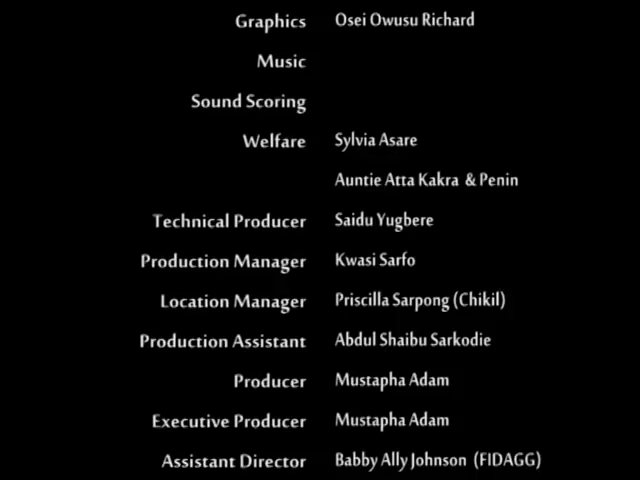 Graphics Osei Owusu Richard
Music
Sound Scoring
Welfare Sylvia Asare
Auntie Atta Kakra & Penin
Technical Producer Saidu Yugbere
Production Manager Kwasi Sarfo
Location Manager Priscilla Sarpong (Chikil)
Production Assistant Abdul Shaibu Sarkodie
Producer Mustapha Adam
Executive Producer Mustapha Adam
Assistant Director Babby Ally Johnson (FIDAGG)